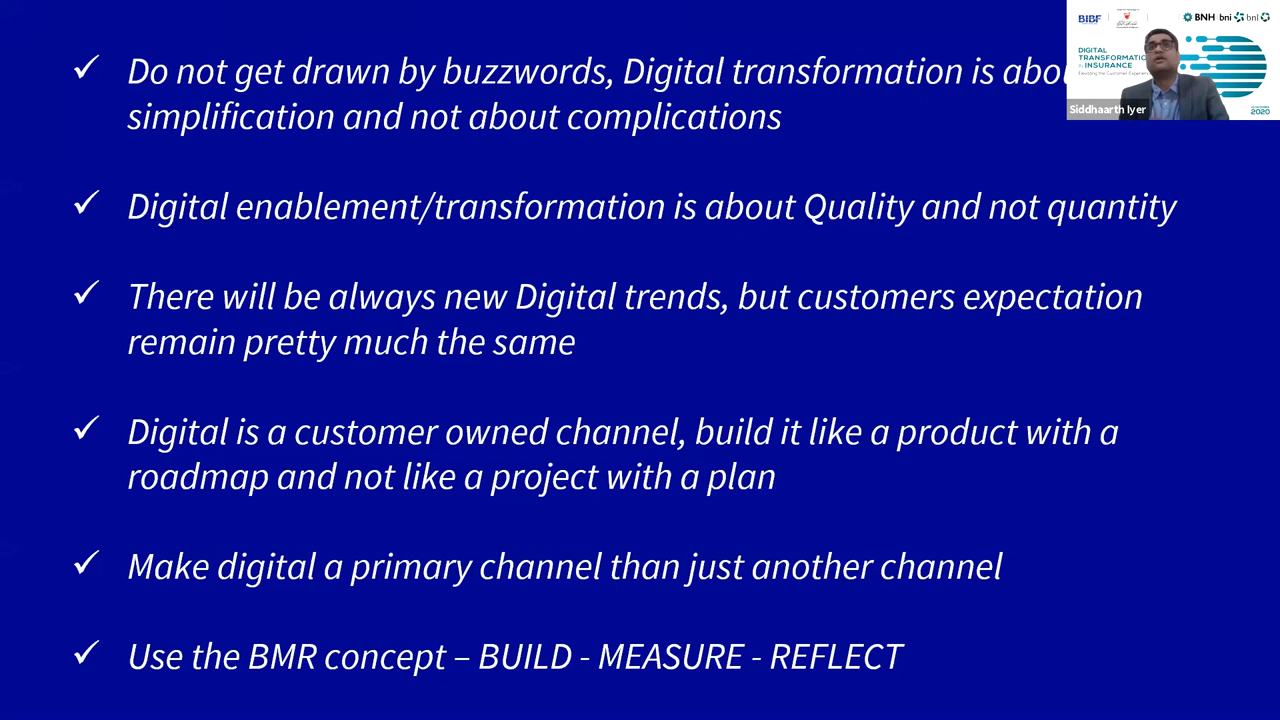 ✓ Do not get drawn by buzzwords, Digital transformation is
simplification and not about complications
✓ Digital enablement/transformation is about Quality and not quantity
✓ There will be always new Digital trends, but customers expectation
remain pretty much the same
✓ Digital is a customer owned channel, build it like a product with a
roadmap and not like a project with a plan
✓ Make digital a primary channel than just another channel
✓ Use the BMR concept – BUILD - MEASURE - REFLECT
BIBF
BNH bni bnl
DIGITAL
INSURANCE
Siddhaarth Iyer
2020